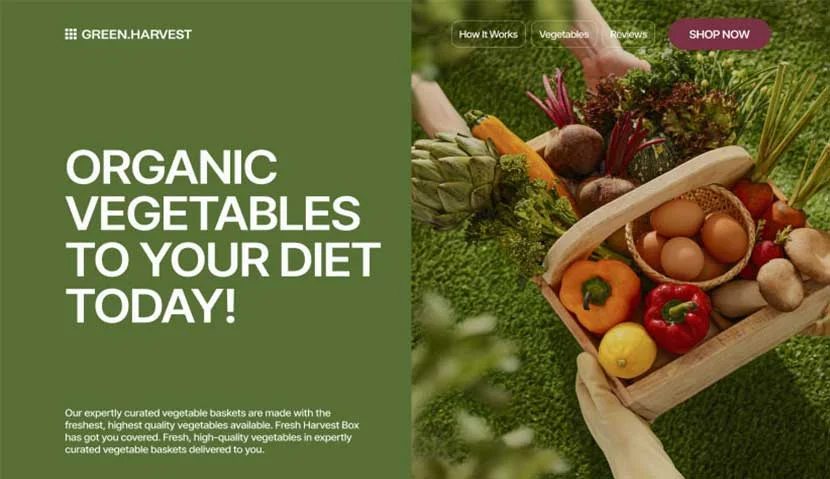 GREEN.HARVEST
How It Works
Vegetables
Reviews
SHOP NOW
ORGANIC
VEGETABLES
TO YOUR DIET
TODAY!
Our expertly curated vegetable baskets are made with the
freshest, highest quality vegetables available. Fresh Harvest Box
has got you covered. Fresh, high-quality vegetables in expertly
curated vegetable baskets delivered to you.